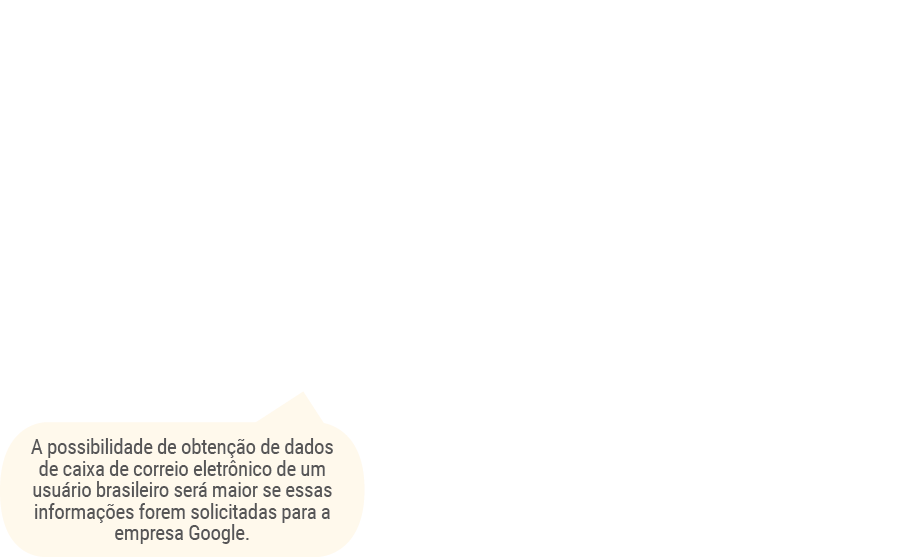 A possibilidade de obtenção de dados
de caixa de correio eletrônico de um
usuário brasileiro será maior se essas
informações forem solicitadas para a
empresa Google.